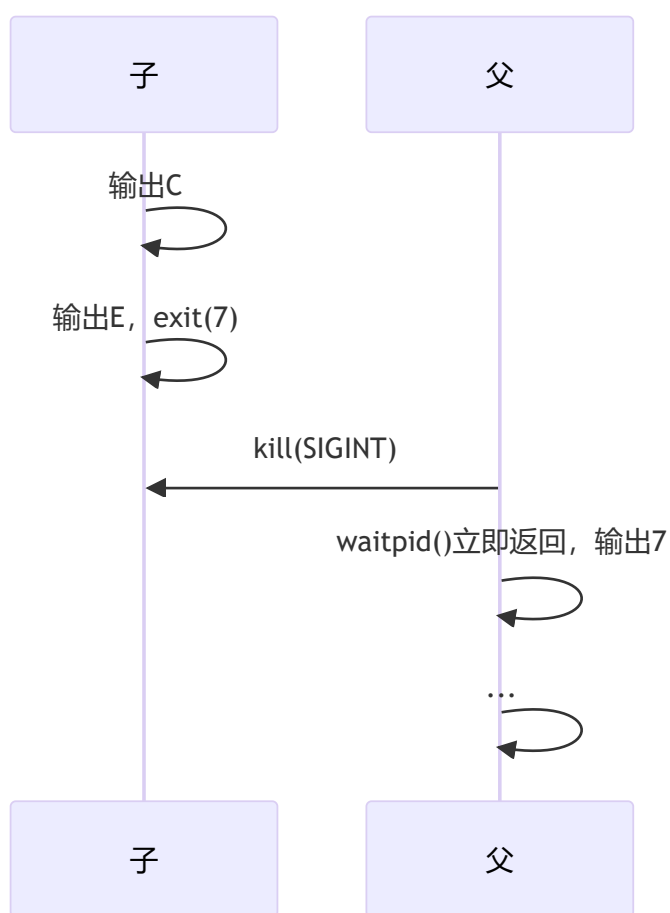 子
父
输出C
输出E，exit(7)
kill(SIGINT)
waitpid()立即返回，输出7
...
子
父